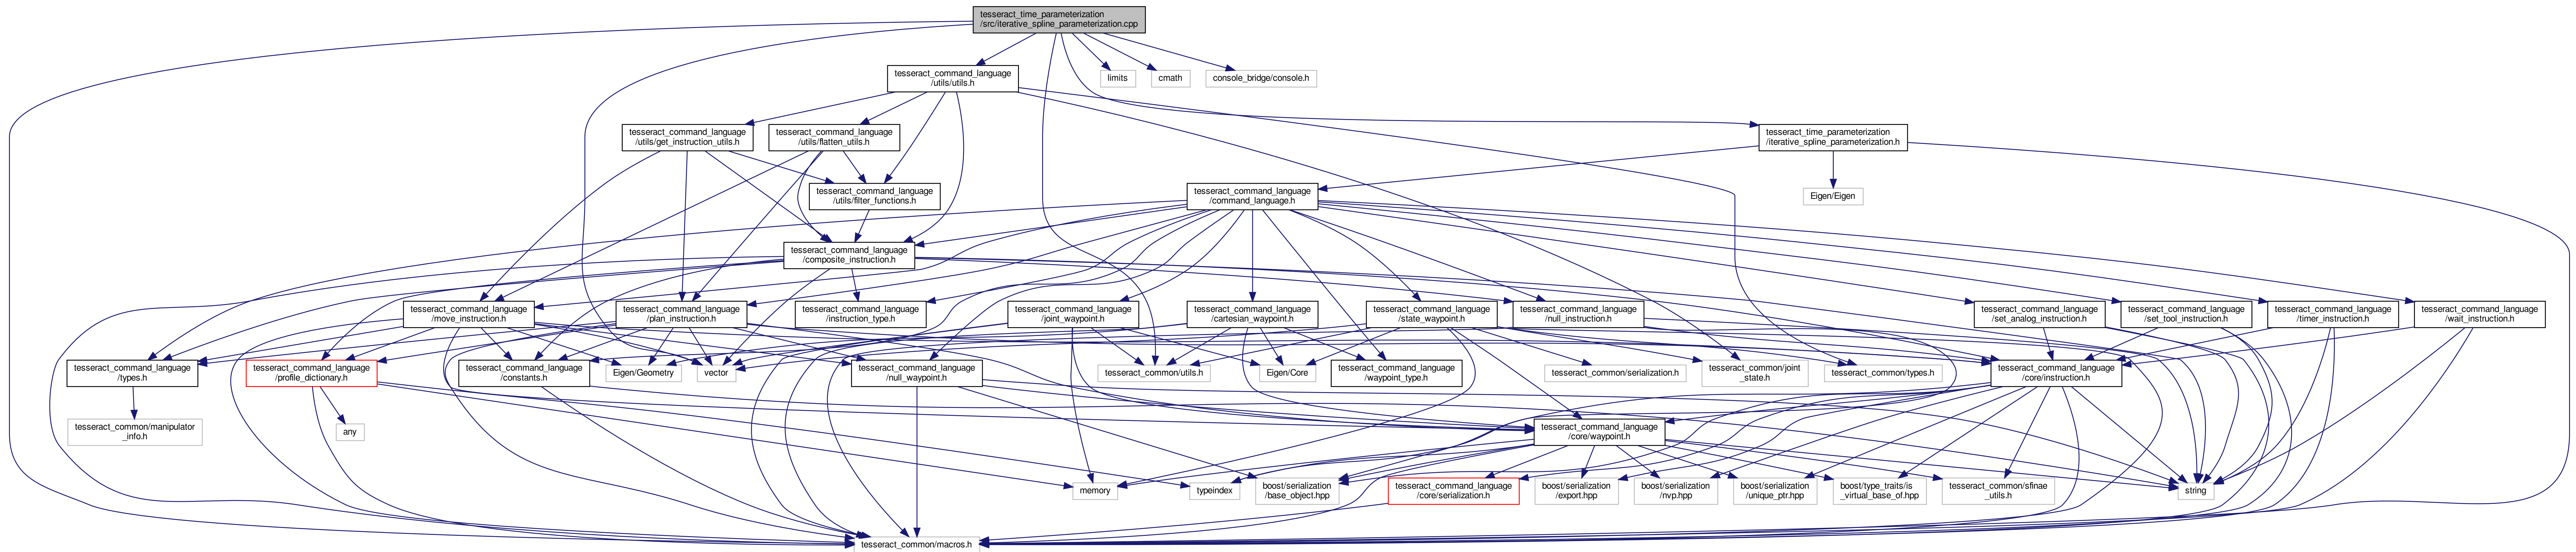 tesseract_time_parameterization
/src/iterative_spline_parameterization.cpp
tesseract_command_language
/utils/utils.h
limits
cmath
console_bridge/console.h
tesseract_command_language
/utils/get_instruction_utils.h
tesseract_command_language
/utils/flatten_utils.h
tesseract_time_parameterization
/iterative_spline_parameterization.h
tesseract_command_language
/utils/filter_functions.h
tesseract_command_language
/command_language.h
Eigen/Eigen
tesseract_command_language
/composite_instruction.h
tesseract_command_language
/move_instruction.h
tesseract_command_language
/plan_instruction.h
tesseract_command_language
/instruction_type.h
tesseract_command_language
/joint_waypoint.h
tesseract_command_language
/cartesian_waypoint.h
tesseract_command_language
/state_waypoint.h
tesseract_command_language
/null_instruction.h
tesseract_command_language
/set_analog_instruction.h
tesseract_command_language
/set_tool_instruction.h
tesseract_command_language
/timer_instruction.h
tesseract_command_language
/wait_instruction.h
tesseract_command_language
/types.h
tesseract_command_language
/profile_dictionary.h
tesseract_command_language
/constants.h
Eigen/Geometry
vector
tesseract_command_language
/null_waypoint.h
tesseract_common/utils.h
Eigen/Core
tesseract_command_language
/waypoint_type.h
tesseract_common/serialization.h
tesseract_common/joint
_state.h
tesseract_common/types.h
tesseract_command_language
/core/instruction.h
tesseract_common/manipulator
_info.h
any
tesseract_command_language
/core/waypoint.h
memory
typeindex
boost/serialization
/base_object.hpp
tesseract_command_language
/core/serialization.h
boost/serialization
/export.hpp
boost/serialization
/nvp.hpp
boost/serialization
/unique_ptr.hpp
boost/type_traits/is
_virtual_base_of.hpp
tesseract_common/sfinae
_utils.h
string
tesseract_common/macros.h